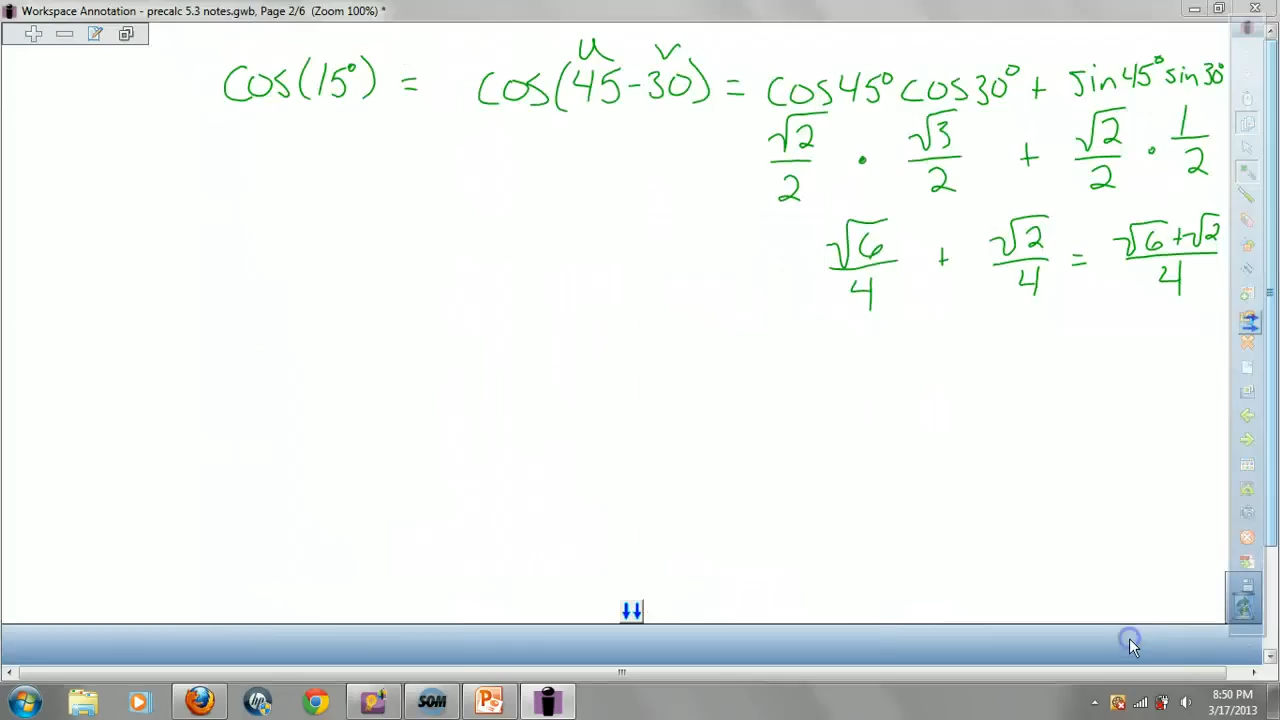 Workspace Annotation - precalc 5.3 notes.gwb, Page 2/6 (Zoom 100%) *
u v
cos(15°) = cos(45-30) = cos45°cos30° + sin45°sin30°
√2/2 · √3/2 + √2/2 · 1/2
√6/4 + √2/4 = √6+√2/4
hp
SOM
8:50 PM
3/17/2013